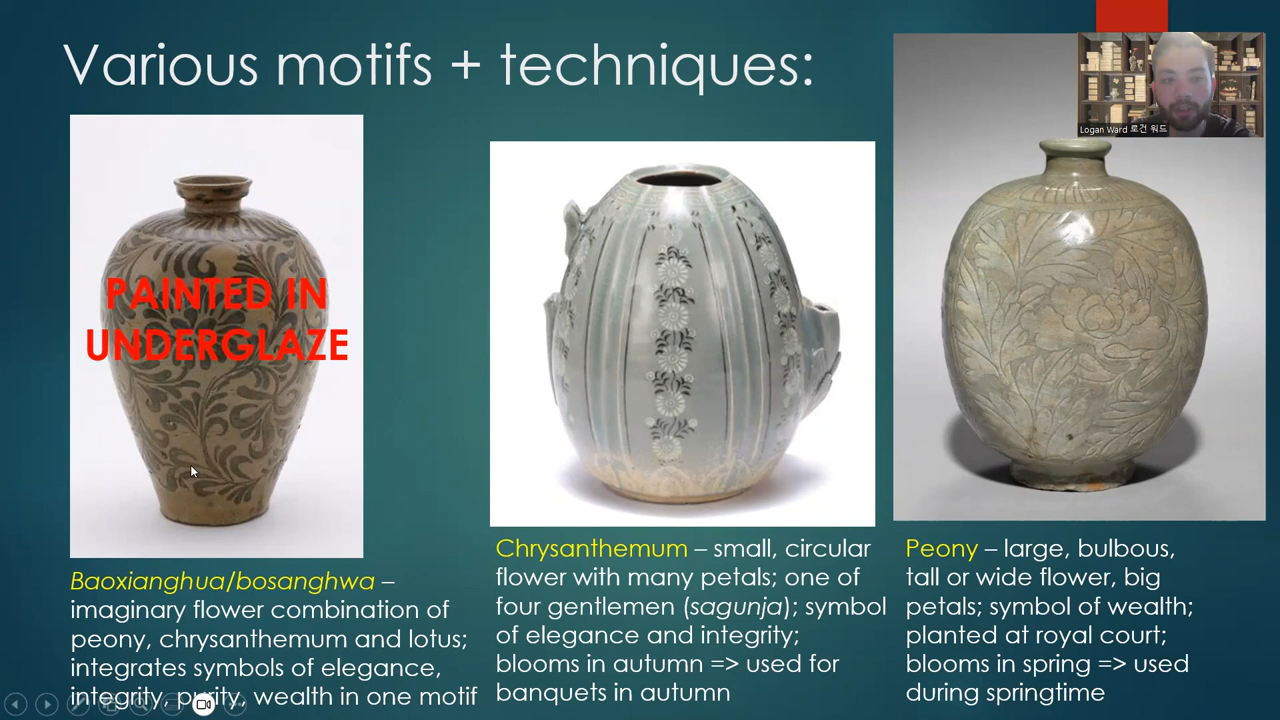 Various motifs + techniques:
Logan Ward 로건 워드
PAINTED IN
UNDERGLAZE
Baoxianghua/bosanghwa –
imaginary flower combination of
peony, chrysanthemum and lotus;
integrates symbols of elegance,
integrity, purity, wealth in one motif
Chrysanthemum – small, circular
flower with many petals; one of
four gentlemen (sagunja); symbol
of elegance and integrity;
blooms in autumn => used for
banquets in autumn
Peony – large, bulbous,
tall or wide flower, big
petals; symbol of wealth;
planted at royal court;
blooms in spring => used
during springtime